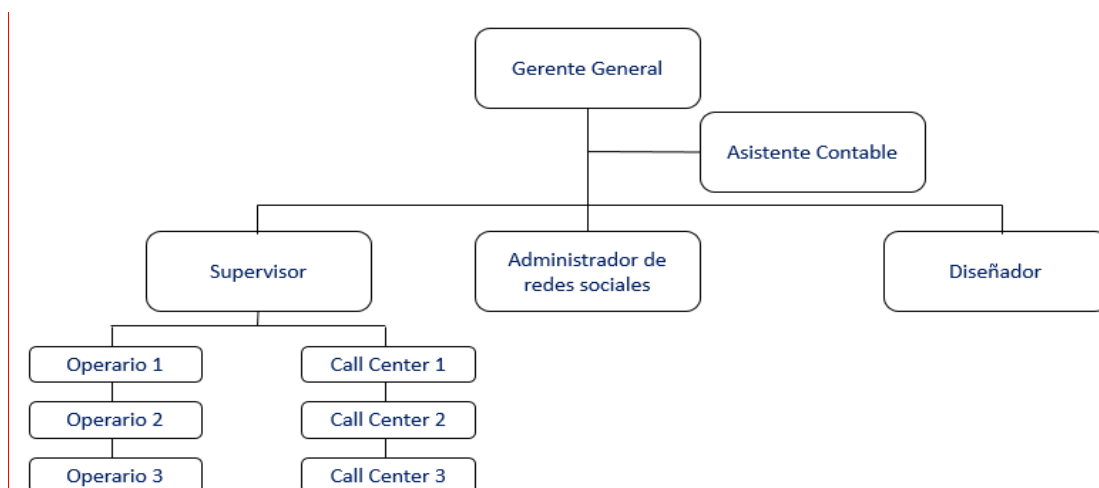 Gerente General
Asistente Contable
Supervisor
Administrador de
redes sociales
Diseñador
Operario 1
Call Center 1
Operario 2
Call Center 2
Operario 3
Call Center 3